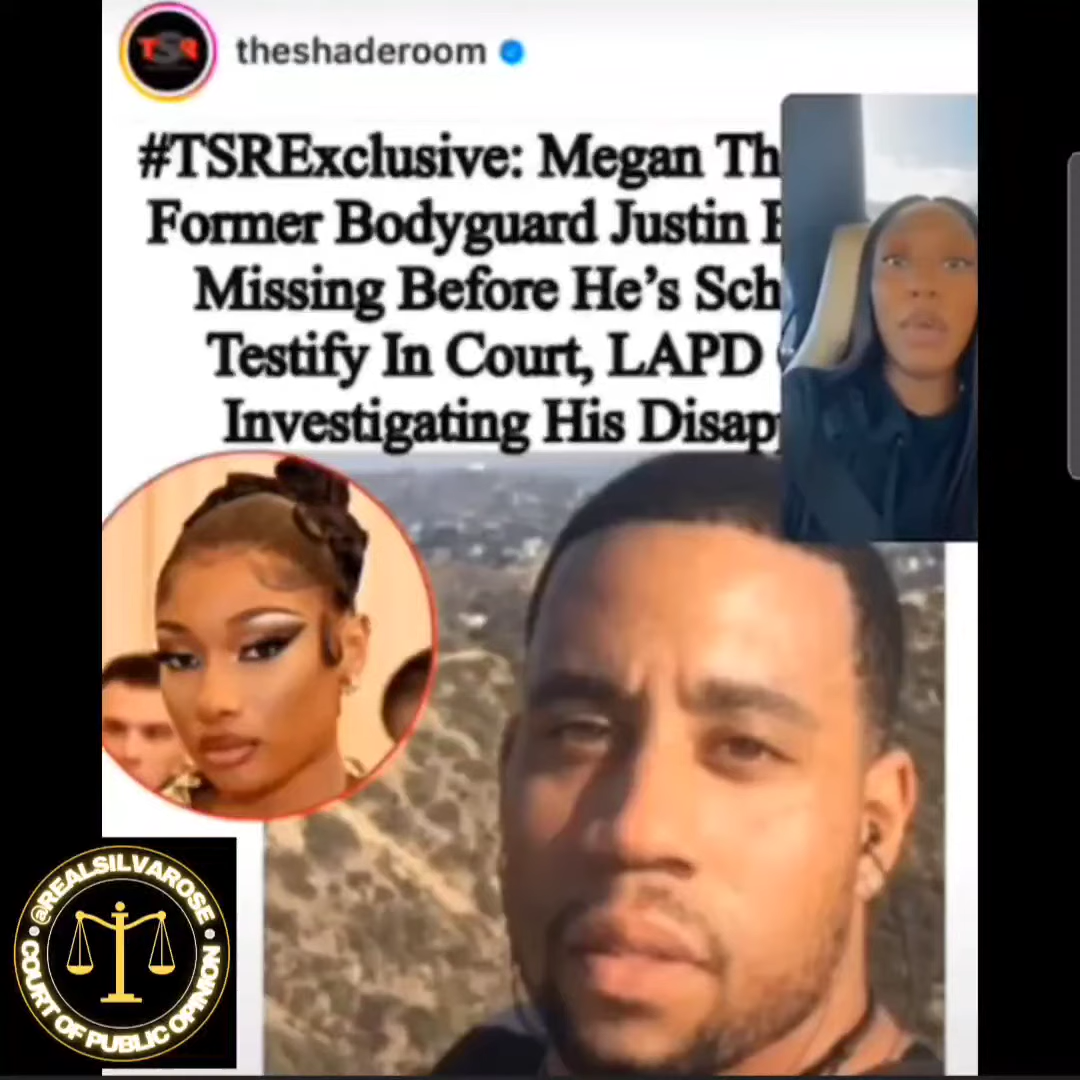 TSR
theshaderoom
#TSRExclusive: Megan Th
Former Bodyguard Justin
Missing Before He's Sch
Testify In Court, LAPD
Investigating His Disap
@REALSILVAROSE
COURT OF PUBLIC OPINION